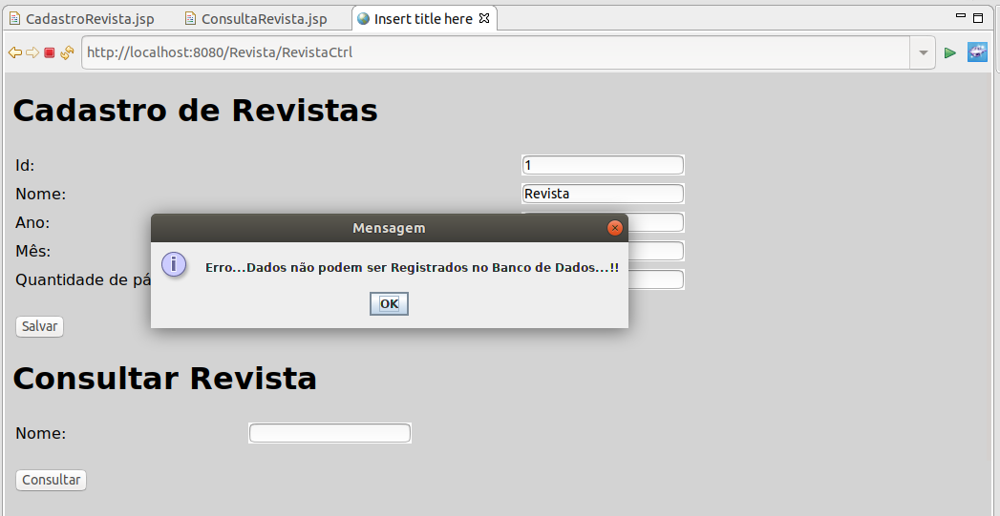 CadastroRevista.jsp ConsultaRevista.jsp Insert title here
http://localhost:8080/Revista/RevistaCtrl
Cadastro de Revistas
Id: 1
Nome: Revista
Ano:
Mensagem
Mês:
Erro...Dados não podem ser Registrados no Banco de Dados...!!
Quantidade de pá
OK
Salvar
Consultar Revista
Nome:
Consultar